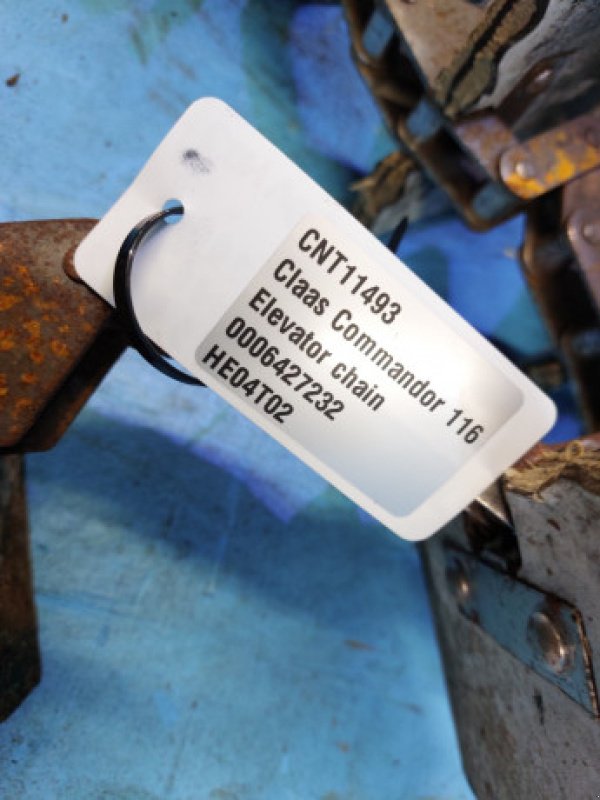 CNT11493
Claas Commandor 116
Elevator chain
0006427232
HE04T02